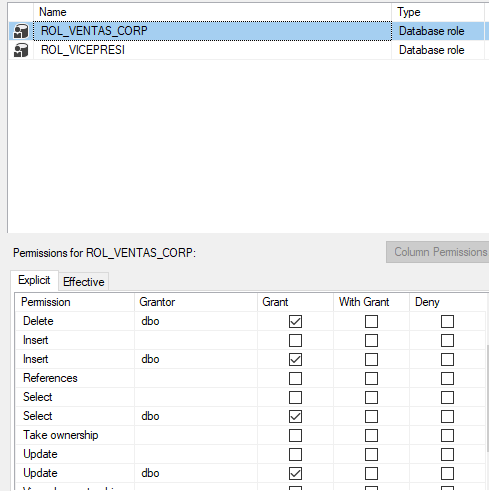 Name Type
ROL_VENTAS_CORP Database role
ROL_VICEPRESI Database role
Permissions for ROL_VENTAS_CORP: Column Permissions
Explicit Effective
Permission Grantor Grant With Grant Deny
Delete dbo
Insert
Insert dbo
References
Select
Select dbo
Take ownership
Update
Update dbo